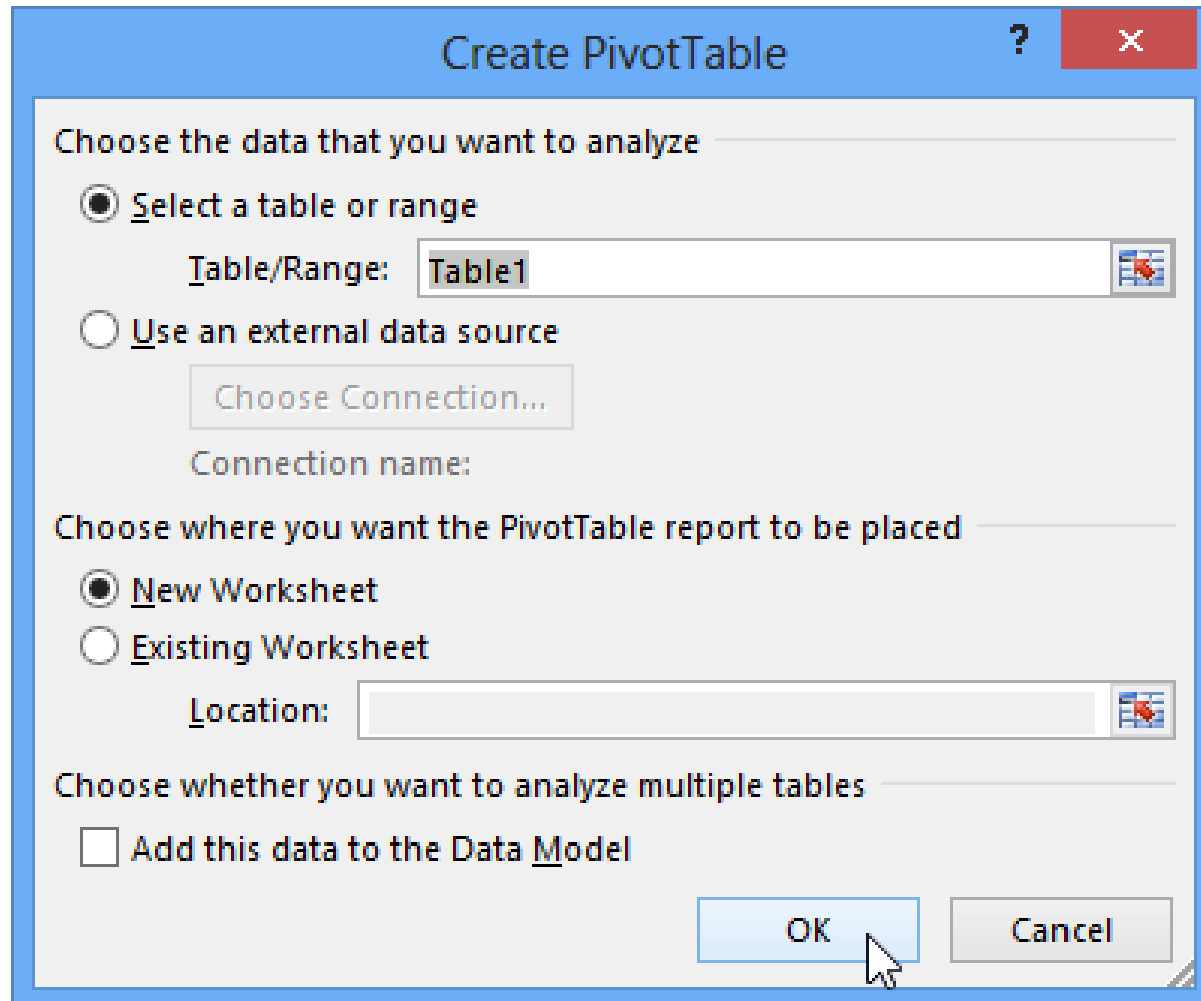 Create PivotTable
?
Choose the data that you want to analyze
Select a table or range
Table/Range: Table1
Use an external data source
Choose Connection...
Connection name:
Choose where you want the PivotTable report to be placed
New Worksheet
Existing Worksheet
Location:
Choose whether you want to analyze multiple tables
Add this data to the Data Model
OK Cancel